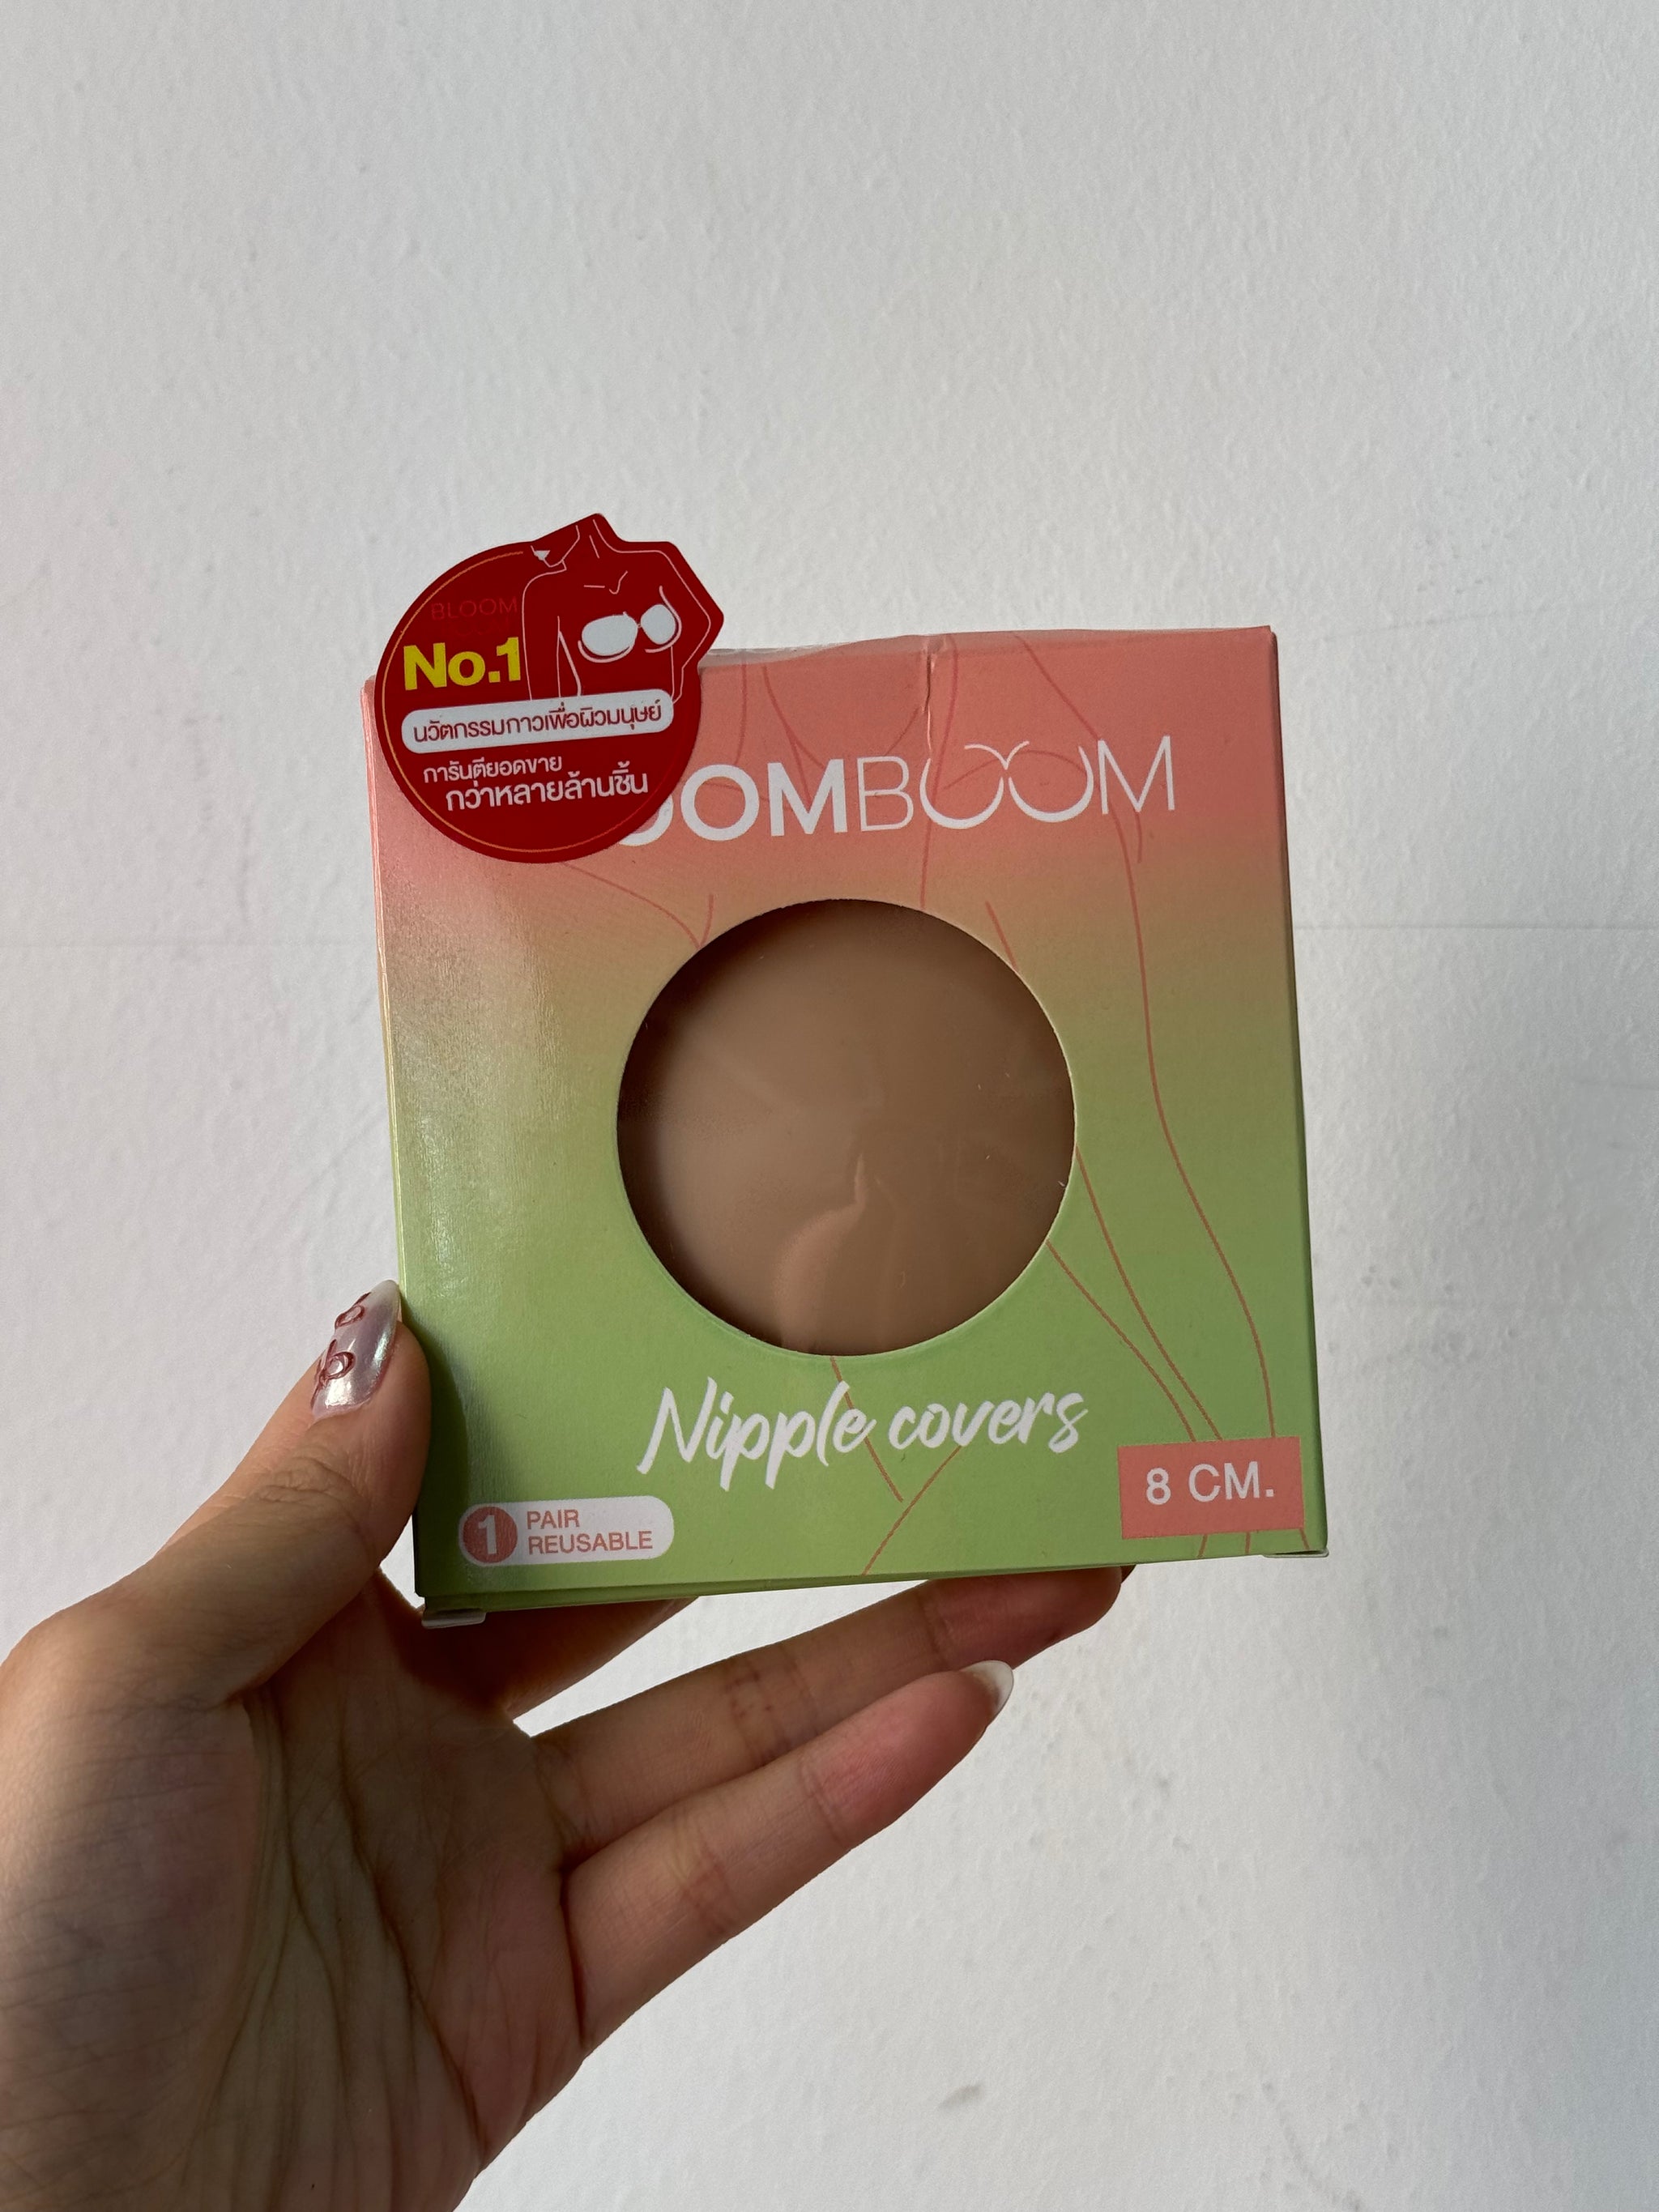 BLOOM
No.1
นวัตกรรมกาวเพื่อผิวมนุษย์
การันตียอดขาย
กว่าหลายล้านชิ้น
OOMBOOM
Nipple covers
1 PAIR
REUSABLE
8 CM.